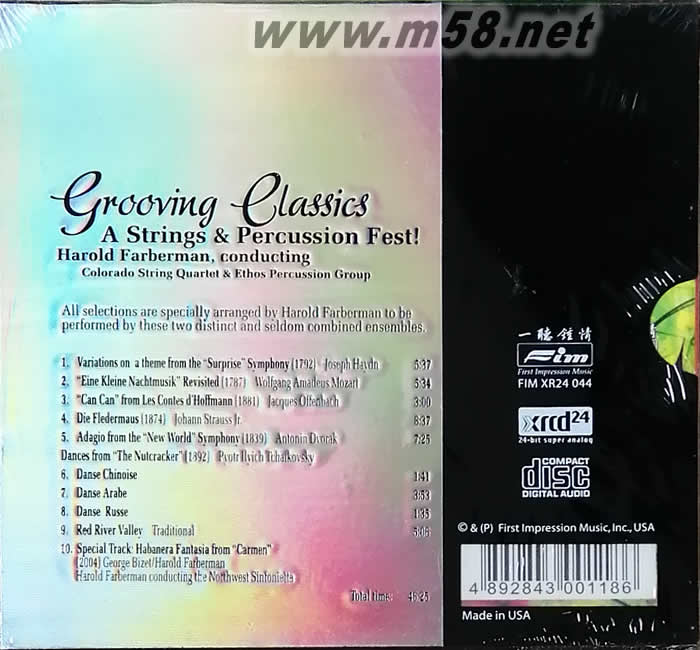 www.m58.net
Grooving Classics
A Strings & Percussion Fest!
Harold Farberman, conducting
Colorado String Quartet & Ethos Percussion Group
All selections are specially arranged by Harold Farberman to be
performed by these two distinct and seldom combined ensembles.
1. Variations on a theme from the "Surprise" Symphony (1792) Joseph Haydn 5:37
2. "Eine Kleine Nachtmusik" Revisited (1787) Wolfgang Amadeus Mozart 5:34
3. "Can Can" from Les Contes d'Hoffmann (1881) Jacques Offenbach 3:00
4. Die Fledermaus (1874) Johann Strauss Jr. 8:37
5. Adagio from the "New World" Symphony (1839) Antonin Dvorák 7:25
Dances from "The Nutcracker" (1892) Pyotr Ilyich Tchaikovsky
6. Danse Chinoise 1:41
7. Danse Arabe 3:53
8. Danse Russe 1:35
9. Red River Valley Traditional 5:06
10. Special Track: Habanera Fantasia from "Carmen"
(2004) George Bizet/Harold Farberman
Harold Farberman conducting the Northwest Sinfonietta
Total time: 46:25
一聽鍾情
Fim
First Impression Music
FIM XR24 044
xrcd24
24-bit super analog
COMPACT
disc
DIGITAL AUDIO
© & (P) First Impression Music, Inc., USA
4 892843 001186
Made in USA